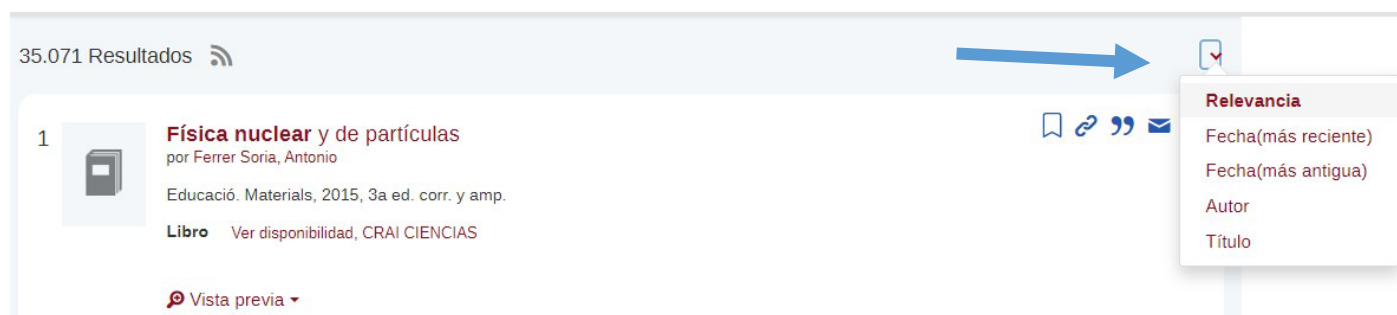 35.071 Resultados
1
Física nuclear y de partículas
por Ferrer Soria, Antonio
Educació. Materials, 2015, 3a ed. corr. y amp.
Libro Ver disponibilidad, CRAI CIENCIAS
Vista previa
Relevancia
Fecha(más reciente)
Fecha(más antigua)
Autor
Título